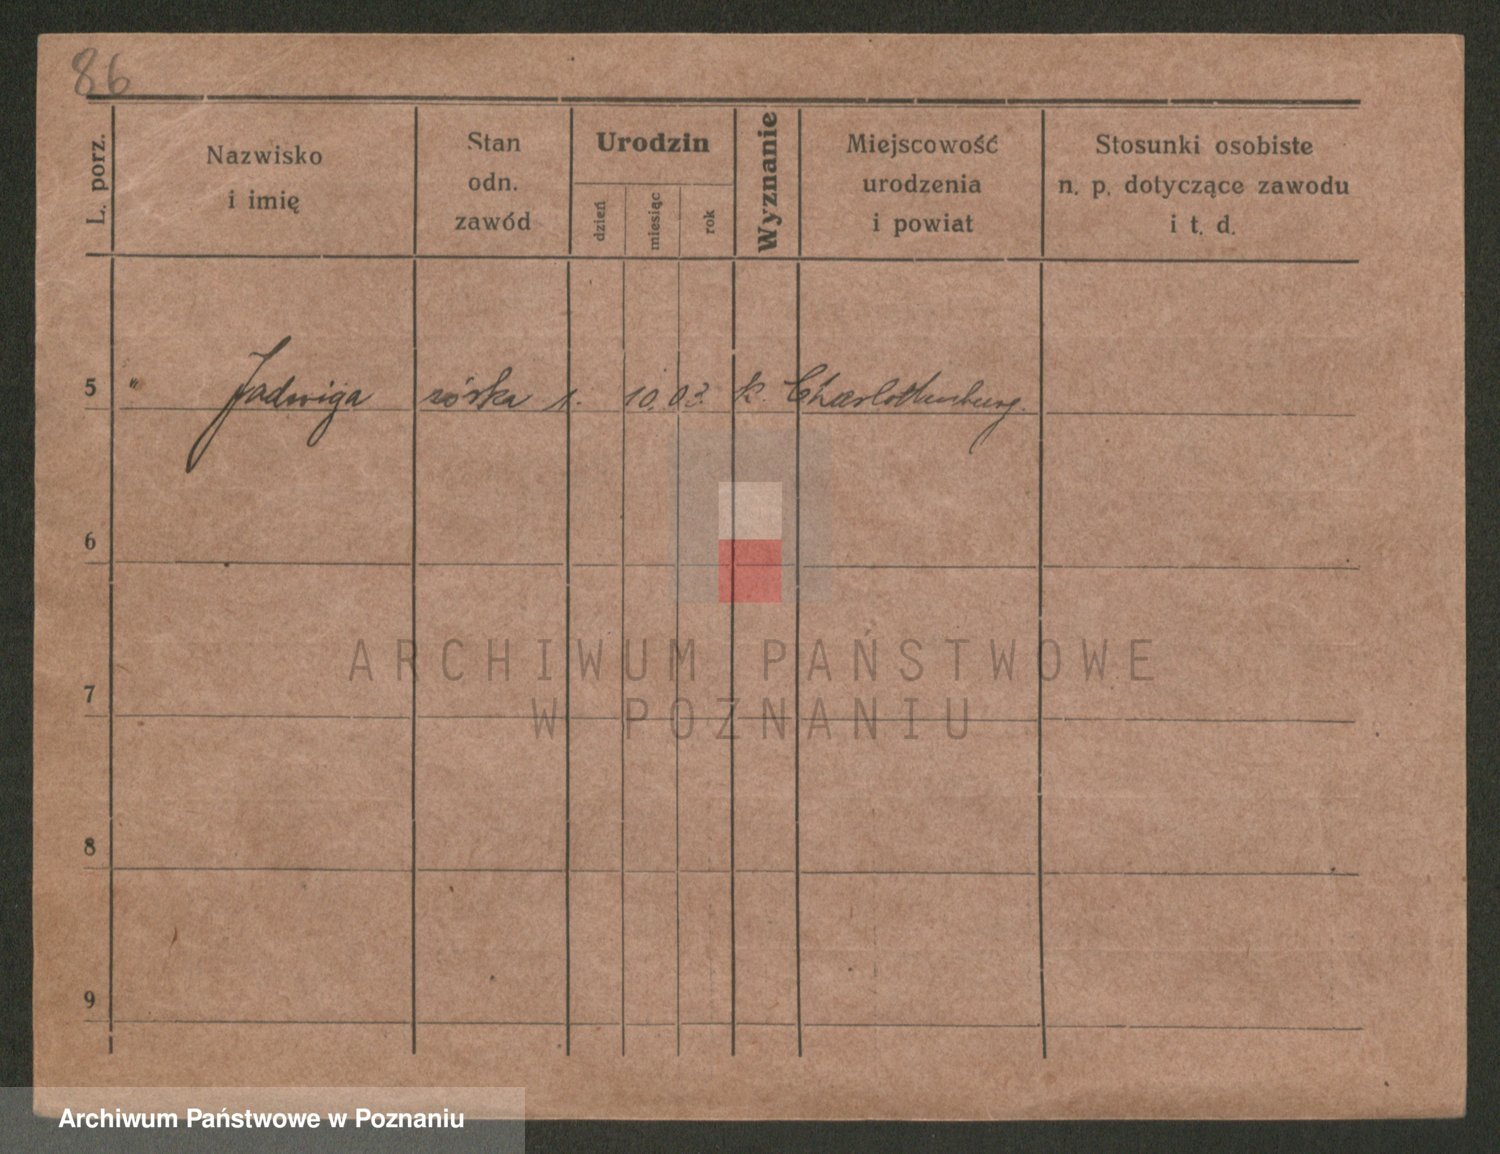 86
L. porz.
Nazwisko
i imię
Stan
odn.
zawód
Urodzin
dzień
miesiąc
rok
Wyznanie
Miejscowość
urodzenia
i powiat
Stosunki osobiste
n. p. dotyczące zawodu
i t. d.
5 " Jadwiga córka 1. 10. 03. k. Charlottenburg.
6
7
8
9
ARCHIWUM PAŃSTWOWE
W POZNANIU
Archiwum Państwowe w Poznaniu